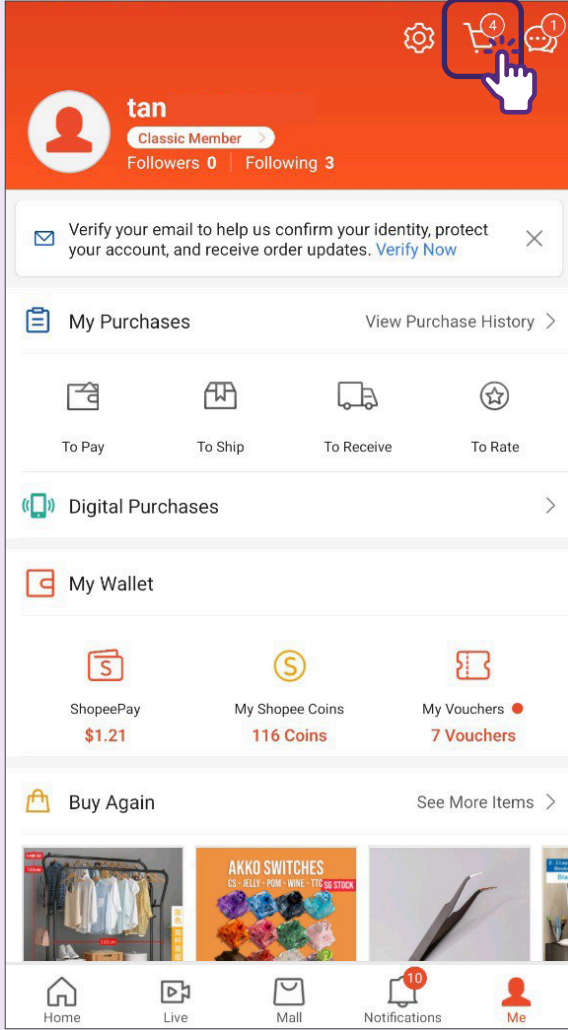 4
1
tan
Classic Member >
Followers 0 | Following 3
Verify your email to help us confirm your identity, protect
your account, and receive order updates. Verify Now
My Purchases
View Purchase History >
To Pay
To Ship
To Receive
To Rate
Digital Purchases >
My Wallet
S
S
ShopeePay
My Shopee Coins
My Vouchers
$1.21
116 Coins
7 Vouchers
Buy Again
See More Items >
AKKO SWITCHES
CS - JELLY - POM - WINE - TTC
SG STOCK
10
Home
Live
Mall
Notifications
Me